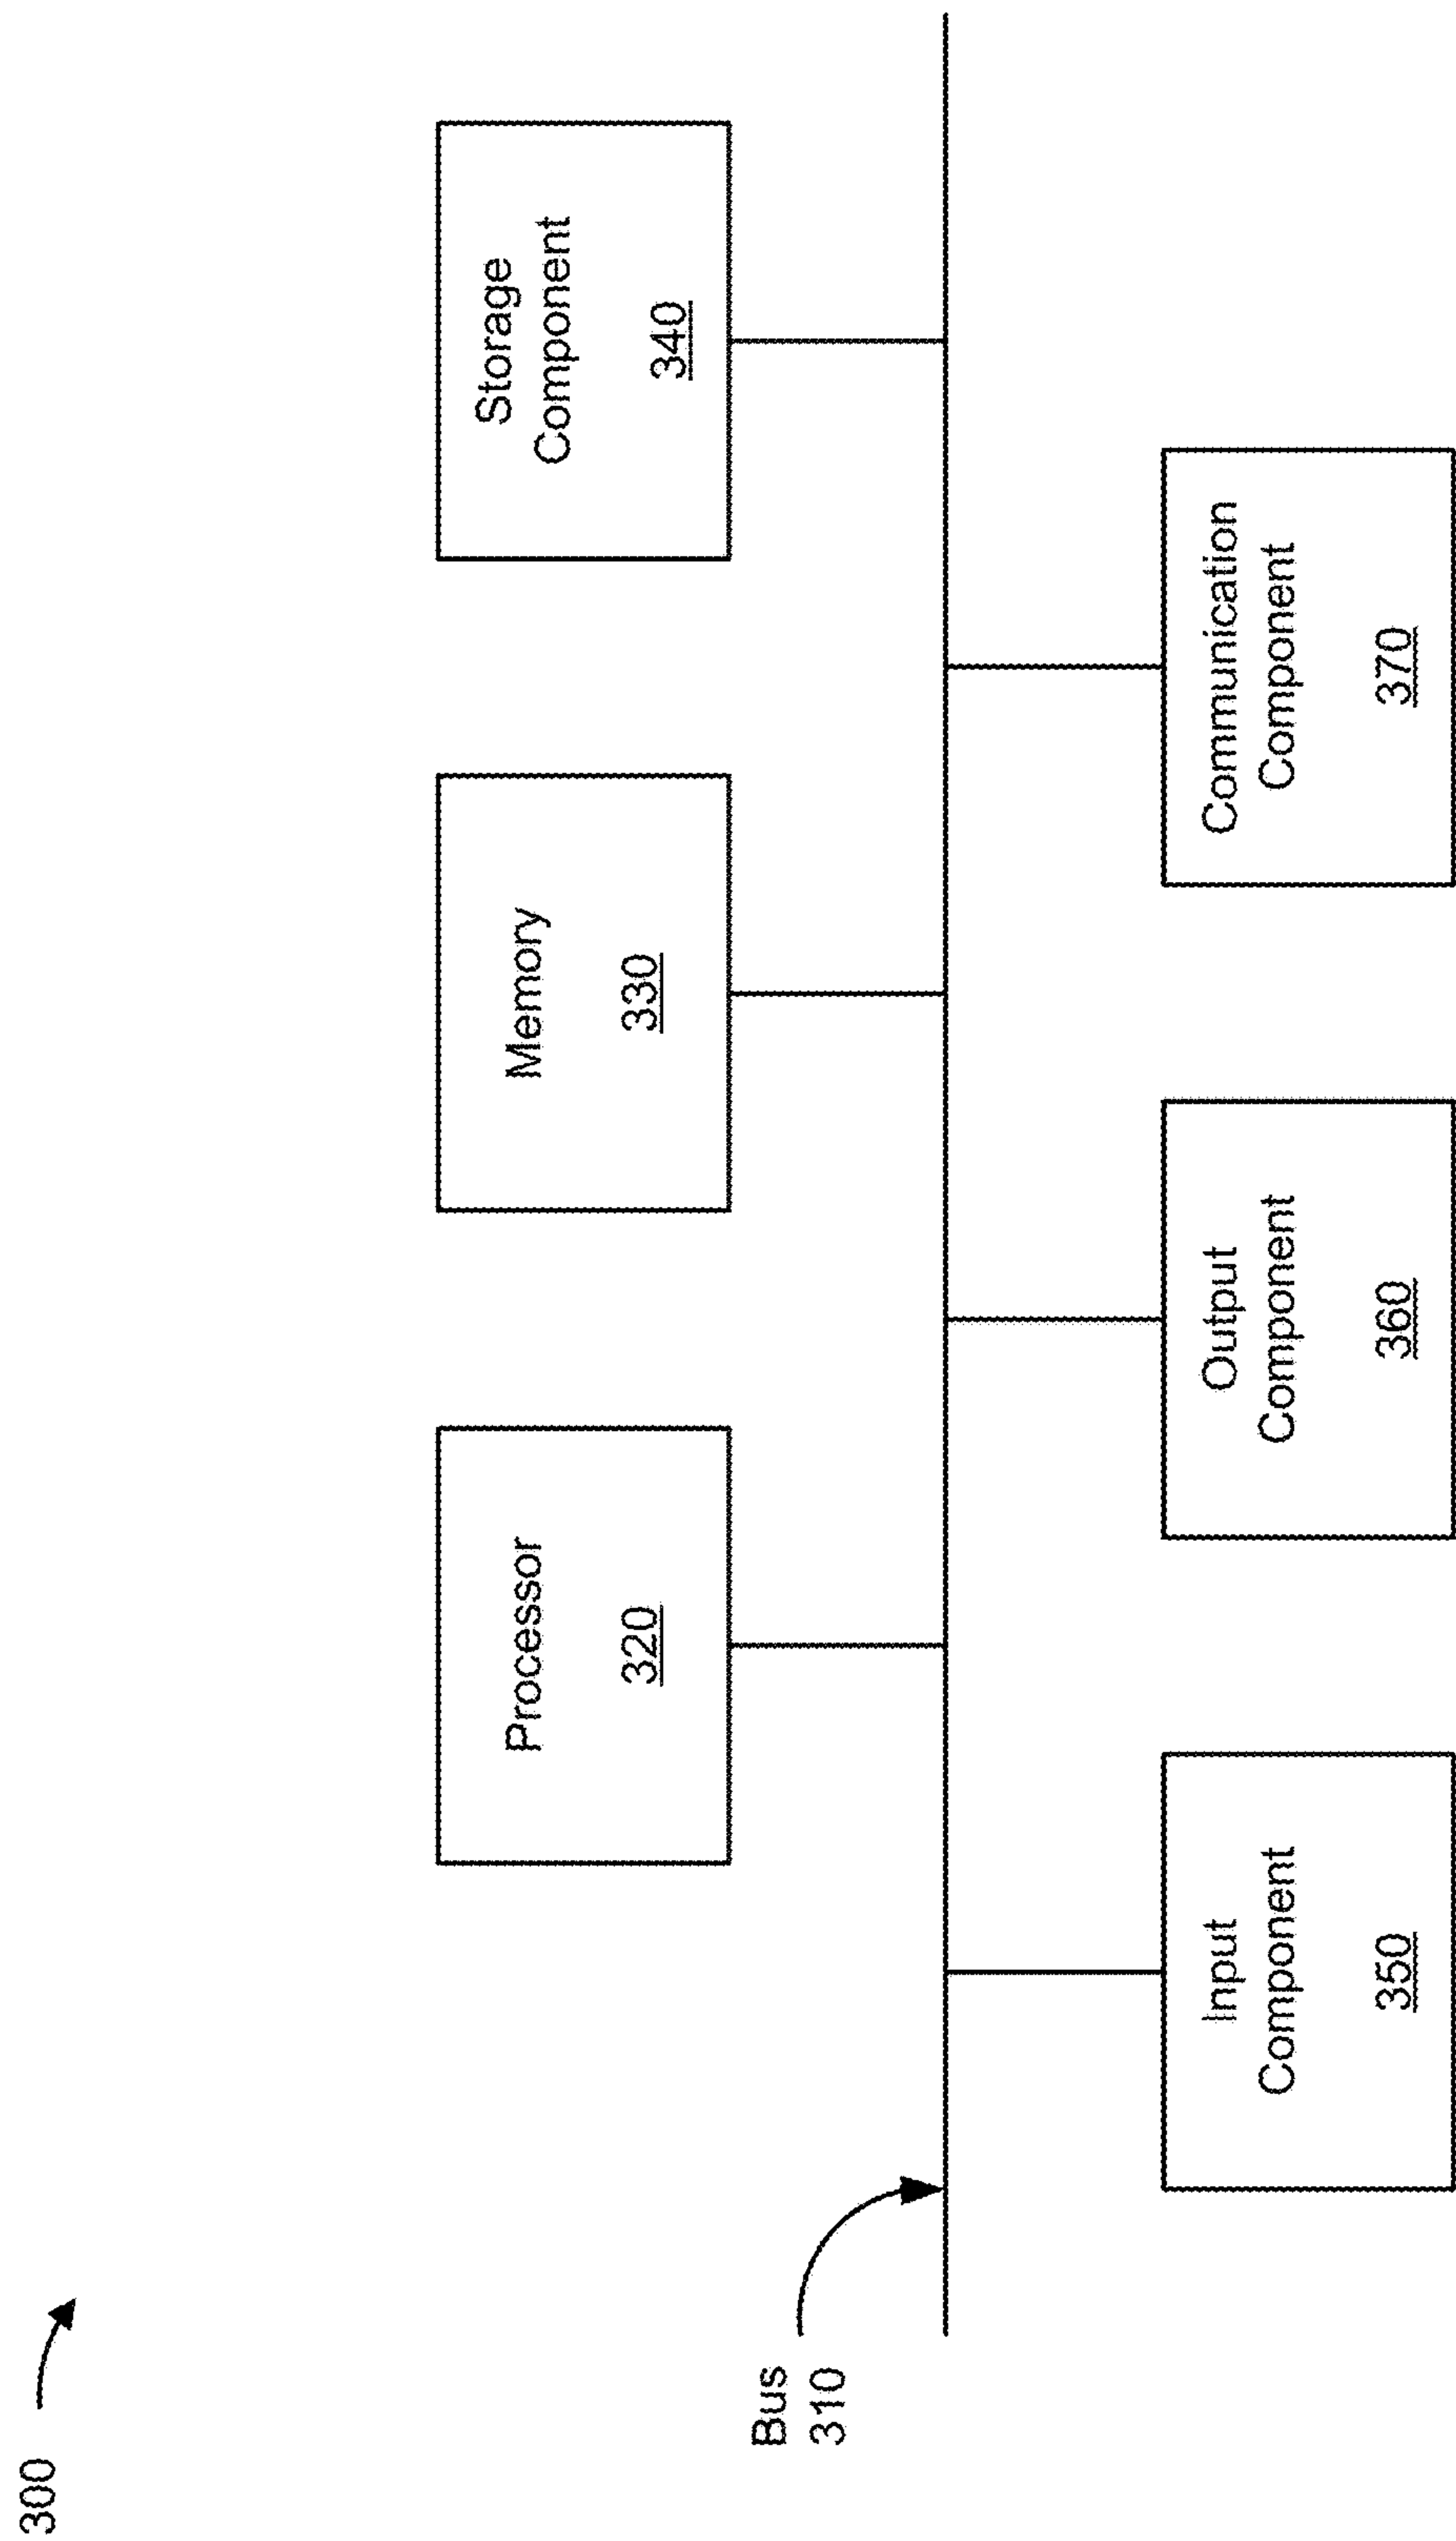 300
Processor
320
Memory
330
Storage
Component
340
Bus
310
Input
Component
350
Output
Component
360
Communication
Component
370